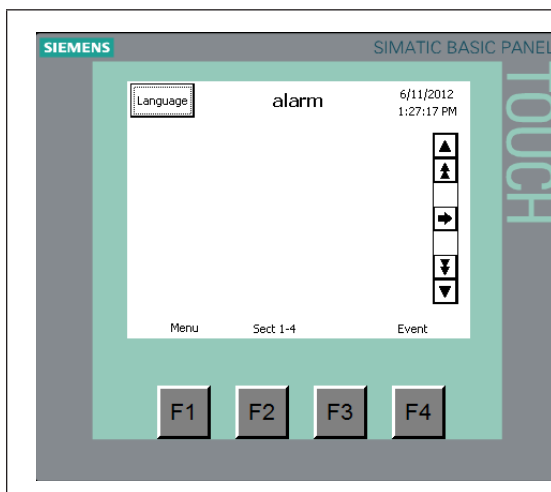 SIEMENS
SIMATIC BASIC PANEL
TOUCH
Language
alarm
6/11/2012
1:27:17 PM
Menu
Sect 1-4
Event
F1
F2
F3
F4